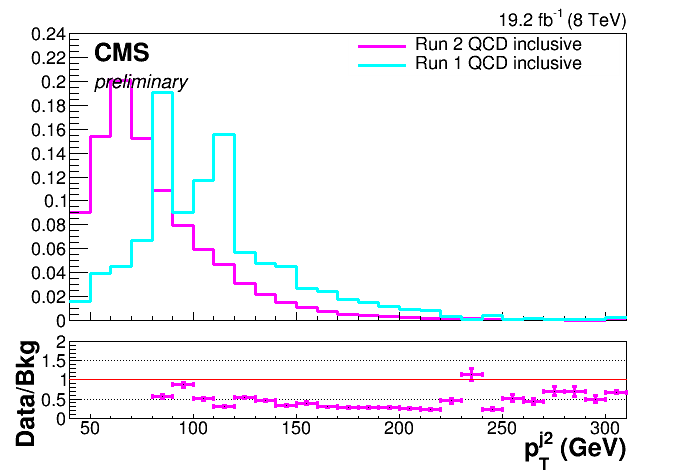 19.2 fb⁻¹ (8 TeV)
0.24
CMS
Run 2 QCD inclusive
0.22
Run 1 QCD inclusive
preliminary
0.2
0.18
0.16
0.14
0.12
0.1
0.08
0.06
0.04
0.02
0
2
1.5
1
0.5
0
Data/Bkg
50 100 150 200 250 300
p_T^j2 (GeV)